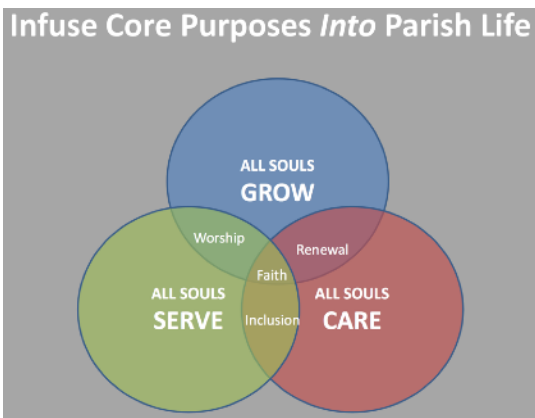 Infuse Core Purposes Into Parish Life
ALL SOULS
GROW
Worship
Renewal
Faith
ALL SOULS
SERVE
Inclusion
ALL SOULS
CARE